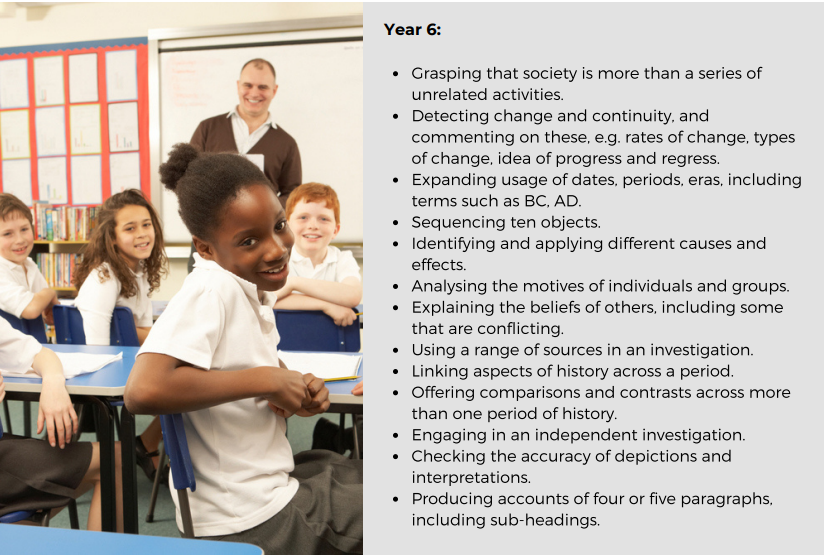 Year 6:
• Grasping that society is more than a series of
unrelated activities.
• Detecting change and continuity, and
commenting on these, e.g. rates of change, types
of change, idea of progress and regress.
• Expanding usage of dates, periods, eras, including
terms such as BC, AD.
• Sequencing ten objects.
• Identifying and applying different causes and
effects.
• Analysing the motives of individuals and groups.
• Explaining the beliefs of others, including some
that are conflicting.
• Using a range of sources in an investigation.
• Linking aspects of history across a period.
• Offering comparisons and contrasts across more
than one period of history.
• Engaging in an independent investigation.
• Checking the accuracy of depictions and
interpretations.
• Producing accounts of four or five paragraphs,
including sub-headings.